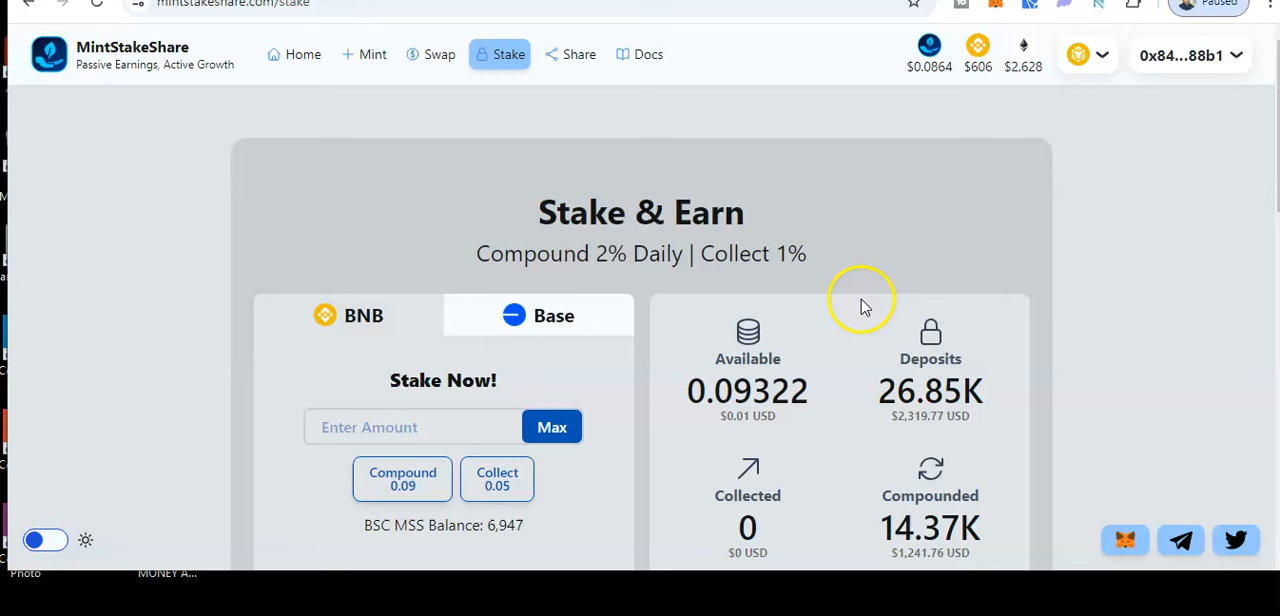 mintstakeshare.com/stake
Paused
MintStakeShare
Passive Earnings, Active Growth
Home
Mint
Swap
Stake
Share
Docs
$0.0864
$606
$2,628
0x84...88b1
Stake & Earn
Compound 2% Daily | Collect 1%
BNB
Base
Stake Now!
Enter Amount
Max
Compound
0.09
Collect
0.05
BSC MSS Balance: 6,947
Available
0.09322
$0.01 USD
Deposits
26.85K
$2,319.77 USD
Collected
0
$0 USD
Compounded
14.37K
$1,241.76 USD
Photo
MONEY A...